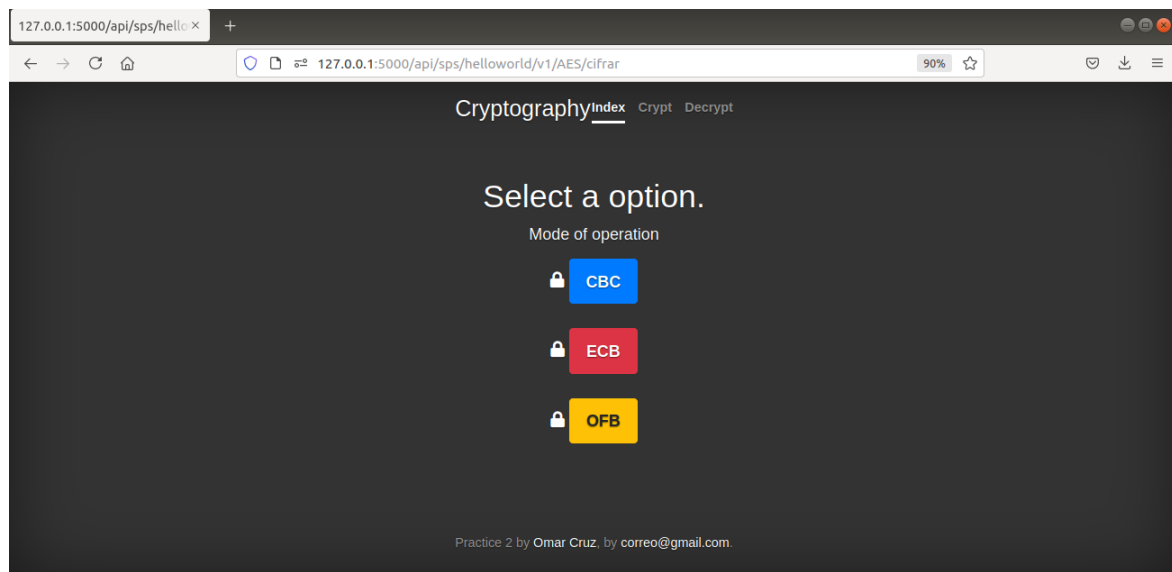 127.0.0.1:5000/api/sps/hello
127.0.0.1:5000/api/sps/helloworld/v1/AES/cifrar 90%
Cryptography Index Crypt Decrypt
Select a option.
Mode of operation
CBC
ECB
OFB
Practice 2 by Omar Cruz, by correo@gmail.com.